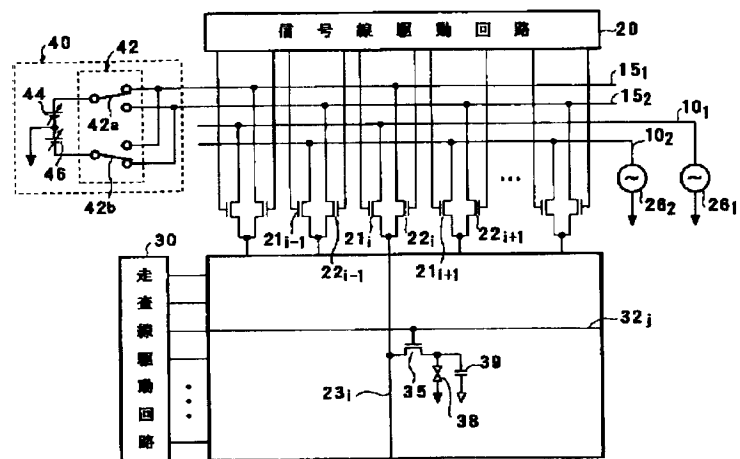 信号線駆動回路
20
40
42
44
42a
46
42b
15₁
15₂
10₁
10₂
26₂
26₁
21ᵢ₋₁
21ᵢ
22ᵢ
22ᵢ₊₁
22ᵢ₋₁
21ᵢ₊₁
30
走査線駆動回路
32ⱼ
39
35
38
23ᵢ